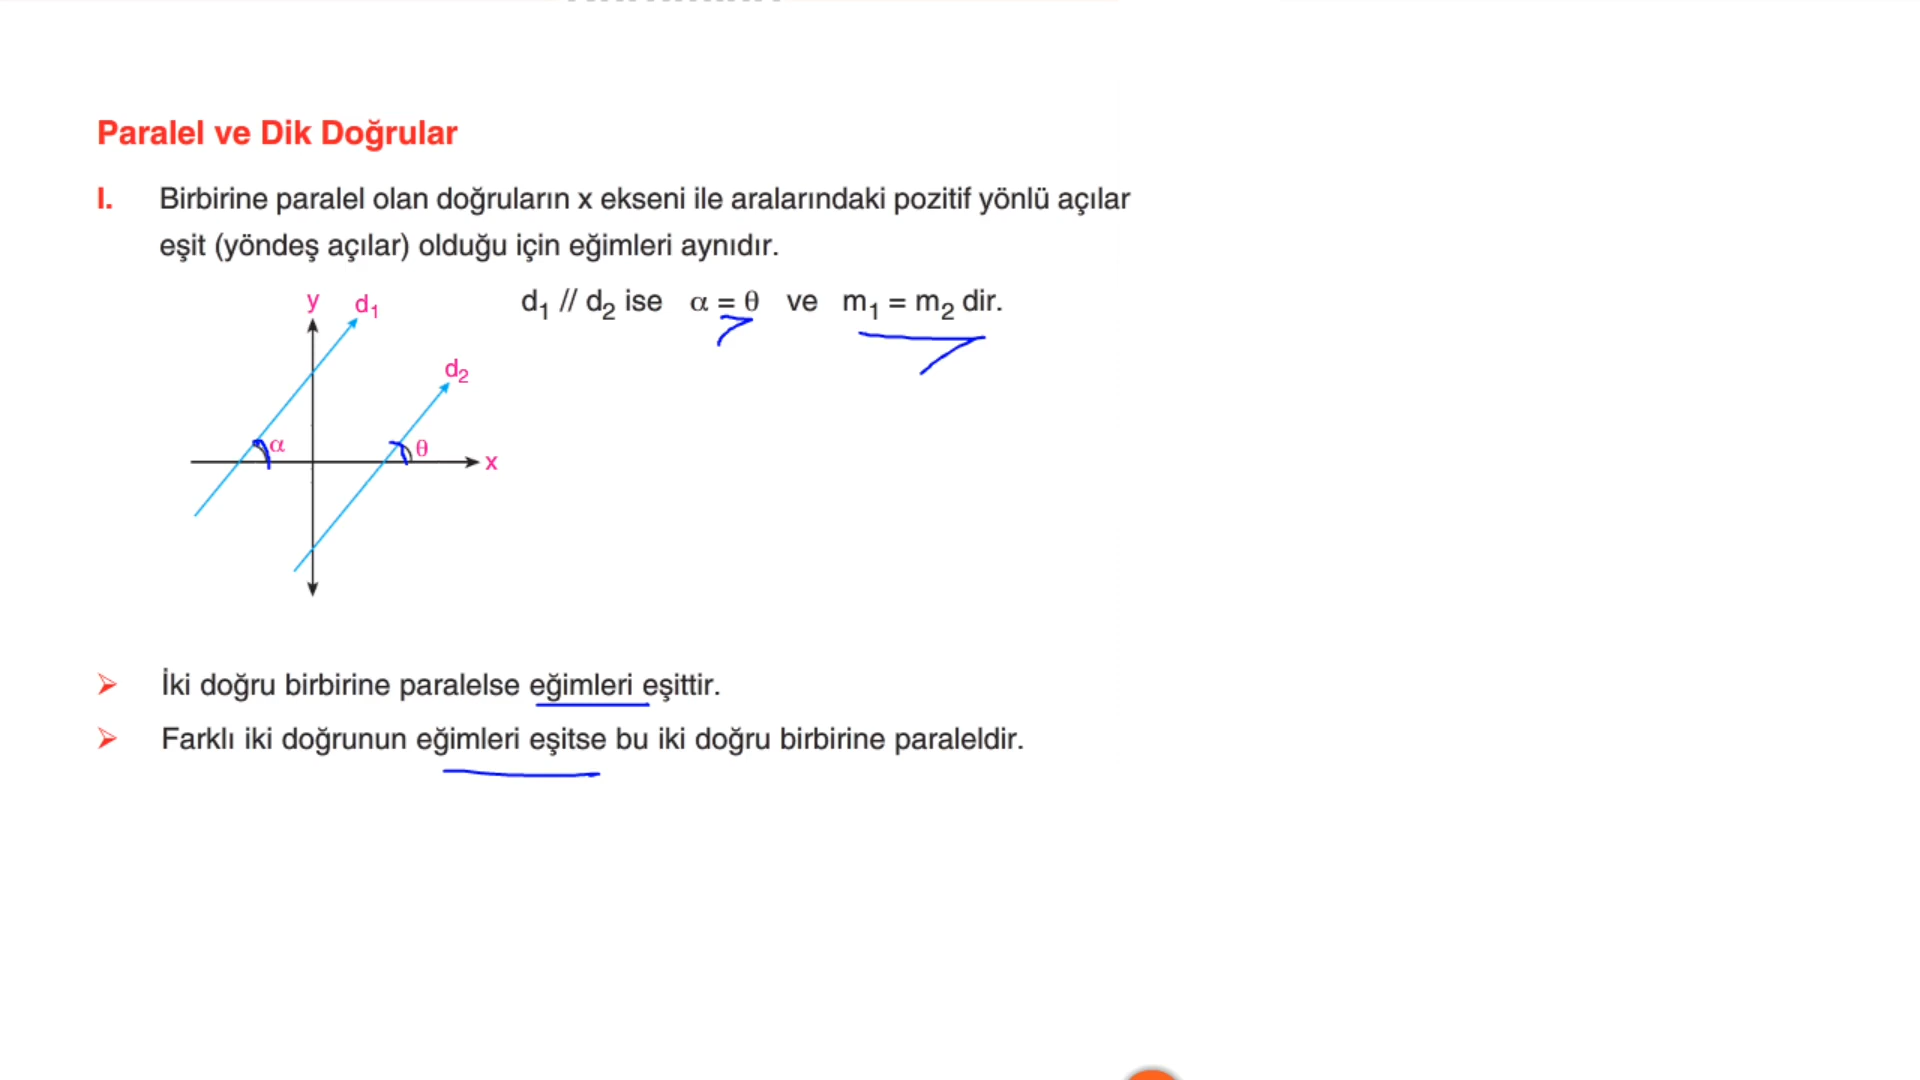 Paralel ve Dik Doğrular
I. Birbirine paralel olan doğruların x ekseni ile aralarındaki pozitif yönlü açılar
eşit (yöndeş açılar) olduğu için eğimleri aynıdır.
d₁ // d₂ ise α = θ ve m₁ = m₂ dir.
y d₁
d₂
α θ
x
➢ İki doğru birbirine paralelse eğimleri eşittir.
➢ Farklı iki doğrunun eğimleri eşitse bu iki doğru birbirine paraleldir.